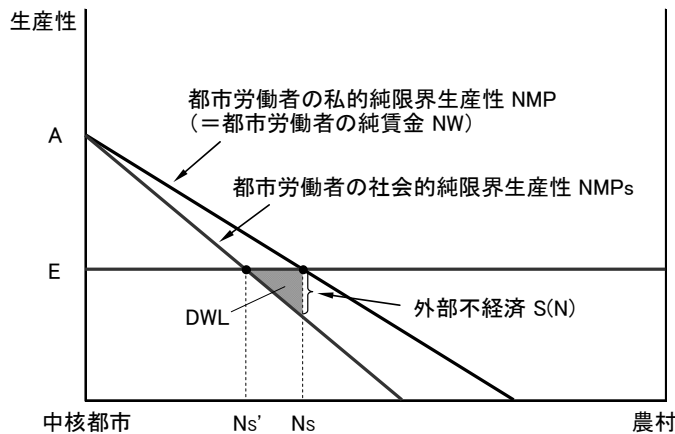 生産性
都市労働者の私的純限界生産性 NMP
（＝都市労働者の純賃金 NW）
A
都市労働者の社会的純限界生産性 NMPs
E
DWL
外部不経済 S(N)
中核都市
Ns'
Ns
農村